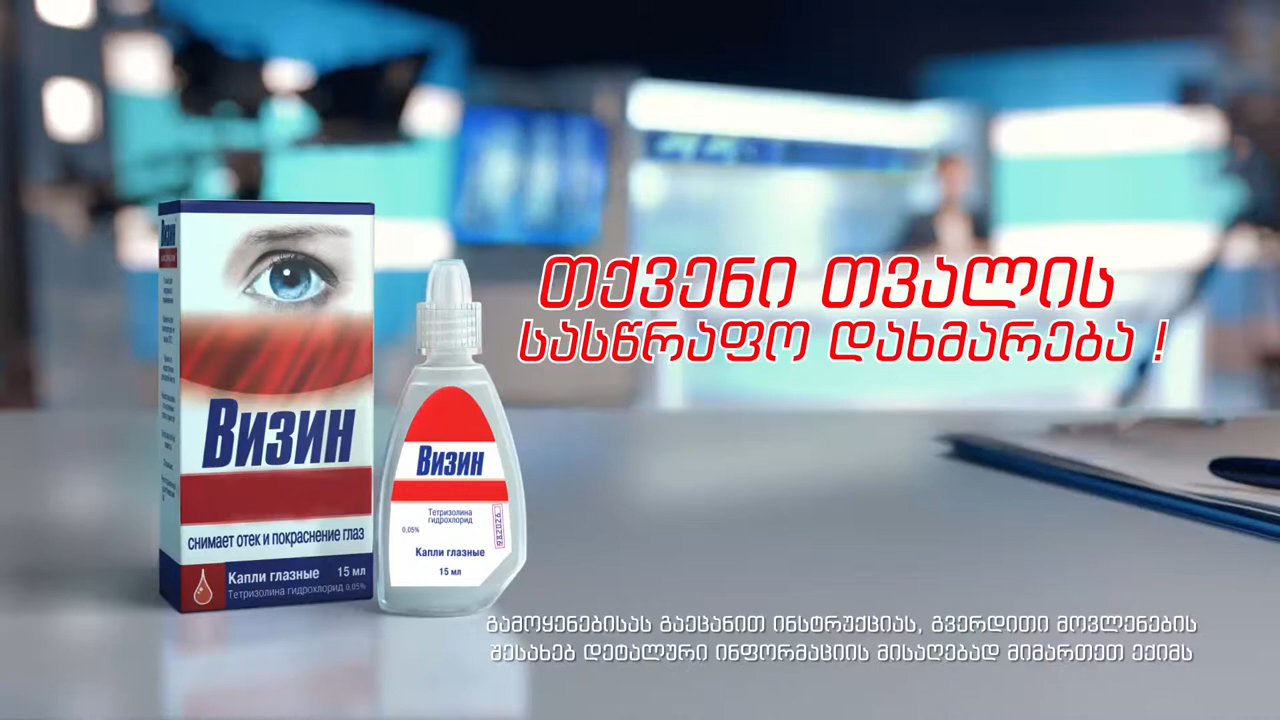 Визин
снимает отек и покраснение глаз
Капли глазные 15 мл
Тетризолина гидрохлорид 0,05%
Визин
Тетризолина
гидрохлорид
0,05%
982026
Капли глазные
15 мл
თქვენი თვალის
სასწრაფო დახმარება !
გამოყენებისას გაეცანით ინსტრუქციას, გვერდითი მოვლენების
შესახებ დეტალური ინფორმაციის მისაღებად მიმართეთ ექიმს